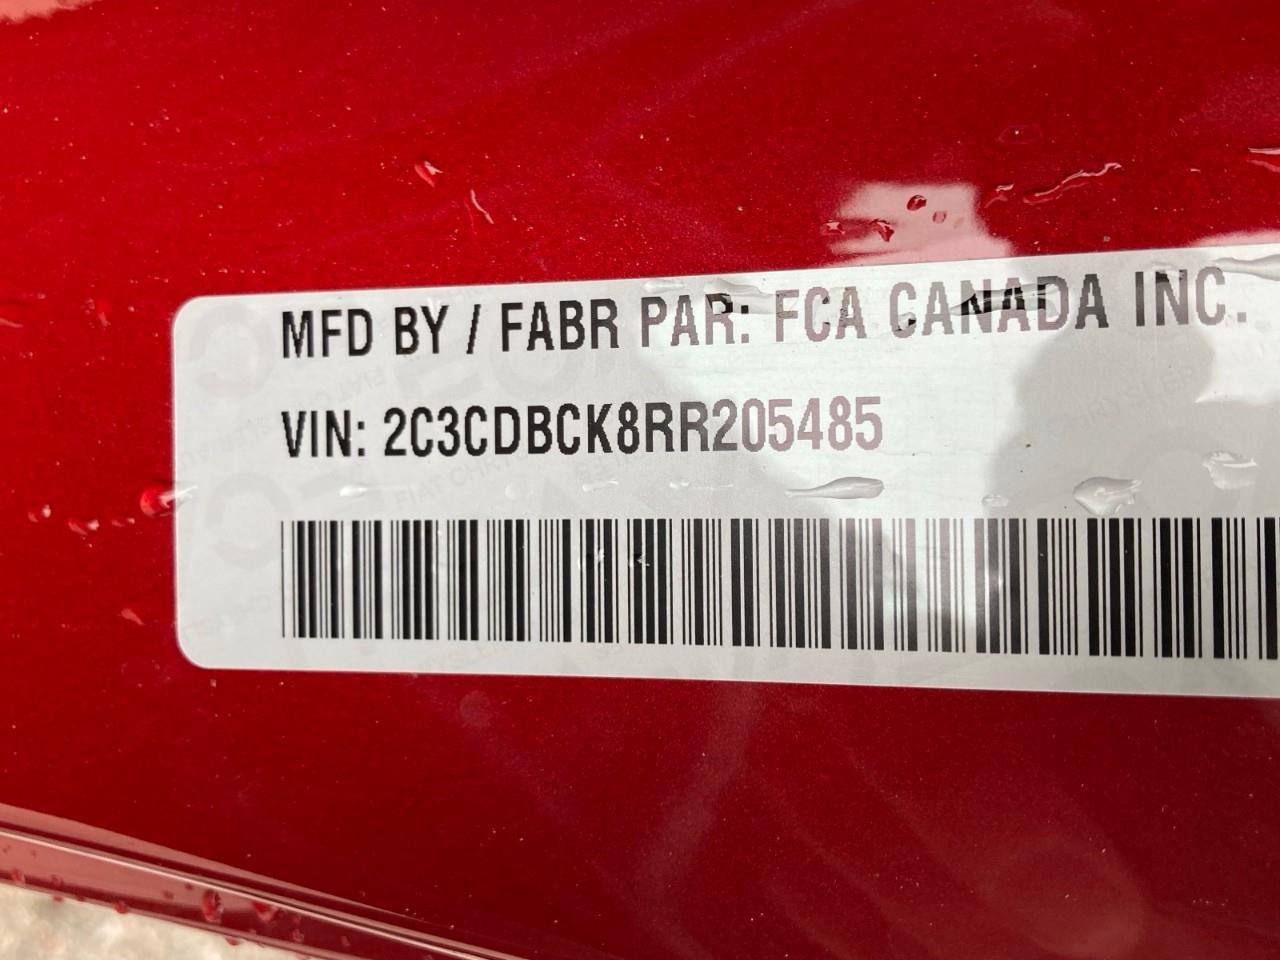 MFD BY / FABR PAR: FCA CANADA INC.
VIN: 2C3CDBCK8RR205485